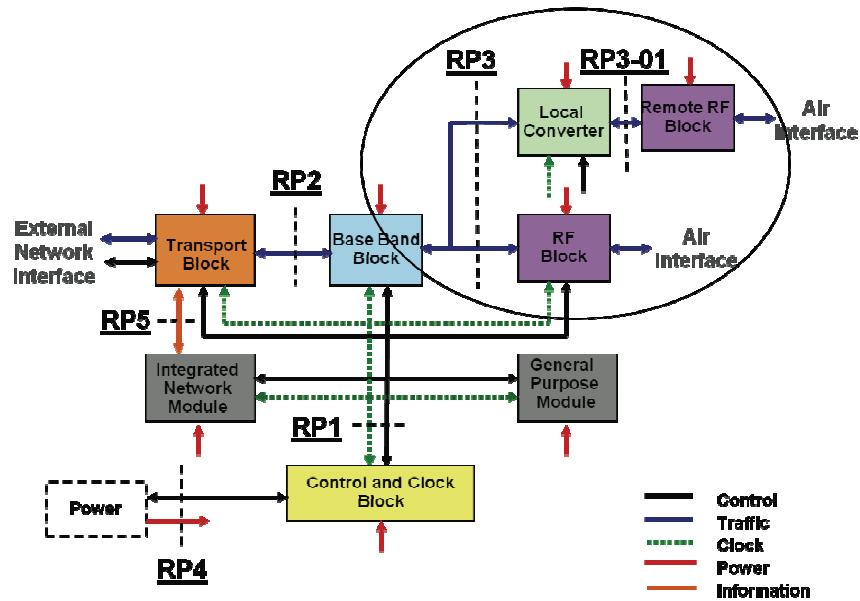 RP3
RP3-01
Local
Converter
Remote RF
Block
Air
Interface
RP2
External
Network
Interface
Transport
Block
Base Band
Block
RF
Block
Air
Interface
RP5
Integrated
Network
Module
General
Purpose
Module
RP1
Control and Clock
Block
Power
RP4
Control
Traffic
Clock
Power
Information